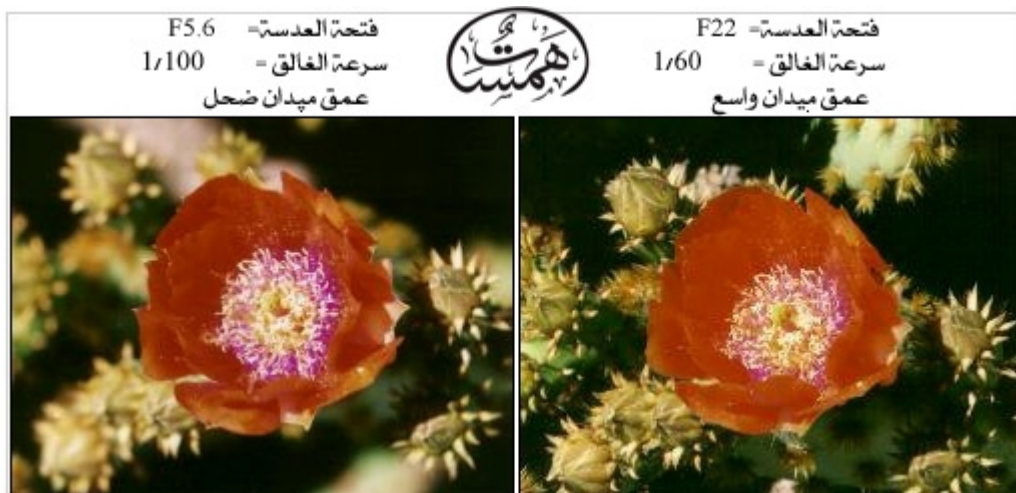 فتحة العدسة= F22
سرعة الغالق = 1/60
عمق ميدان واسع
همسات
فتحة العدسة= F5.6
سرعة الغالق = 1/100
عمق ميدان ضحل